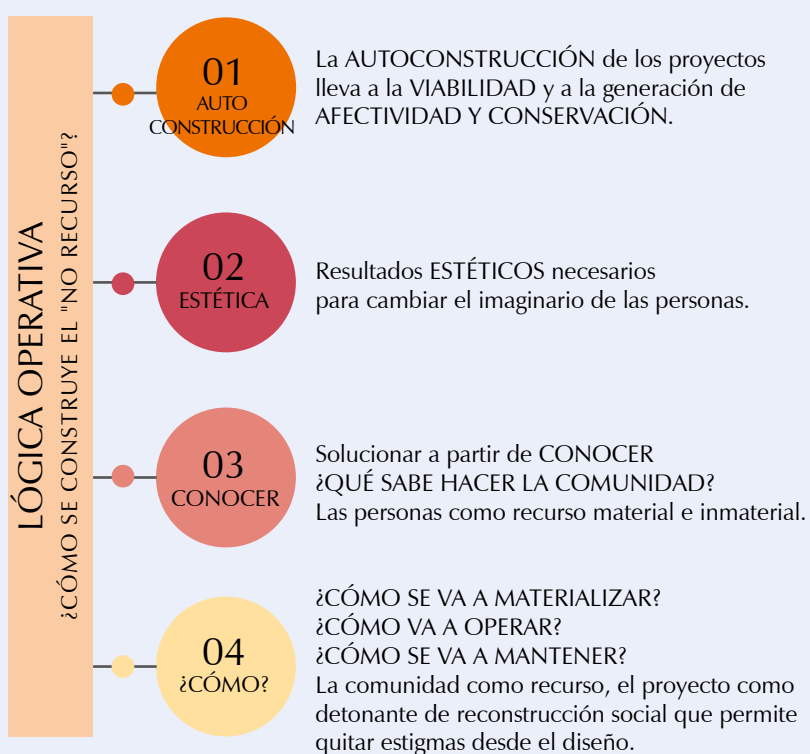 LÓGICA OPERATIVA
¿CÓMO SE CONSTRUYE EL "NO RECURSO"?
01
AUTO
CONSTRUCCIÓN
La AUTOCONSTRUCCIÓN de los proyectos
lleva a la VIABILIDAD y a la generación de
AFECTIVIDAD Y CONSERVACIÓN.
02
ESTÉTICA
Resultados ESTÉTICOS necesarios
para cambiar el imaginario de las personas.
03
CONOCER
Solucionar a partir de CONOCER
¿QUÉ SABE HACER LA COMUNIDAD?
Las personas como recurso material e inmaterial.
04
¿CÓMO?
¿CÓMO SE VA A MATERIALIZAR?
¿CÓMO VA A OPERAR?
¿CÓMO SE VA A MANTENER?
La comunidad como recurso, el proyecto como
detonante de reconstrucción social que permite
quitar estigmas desde el diseño.